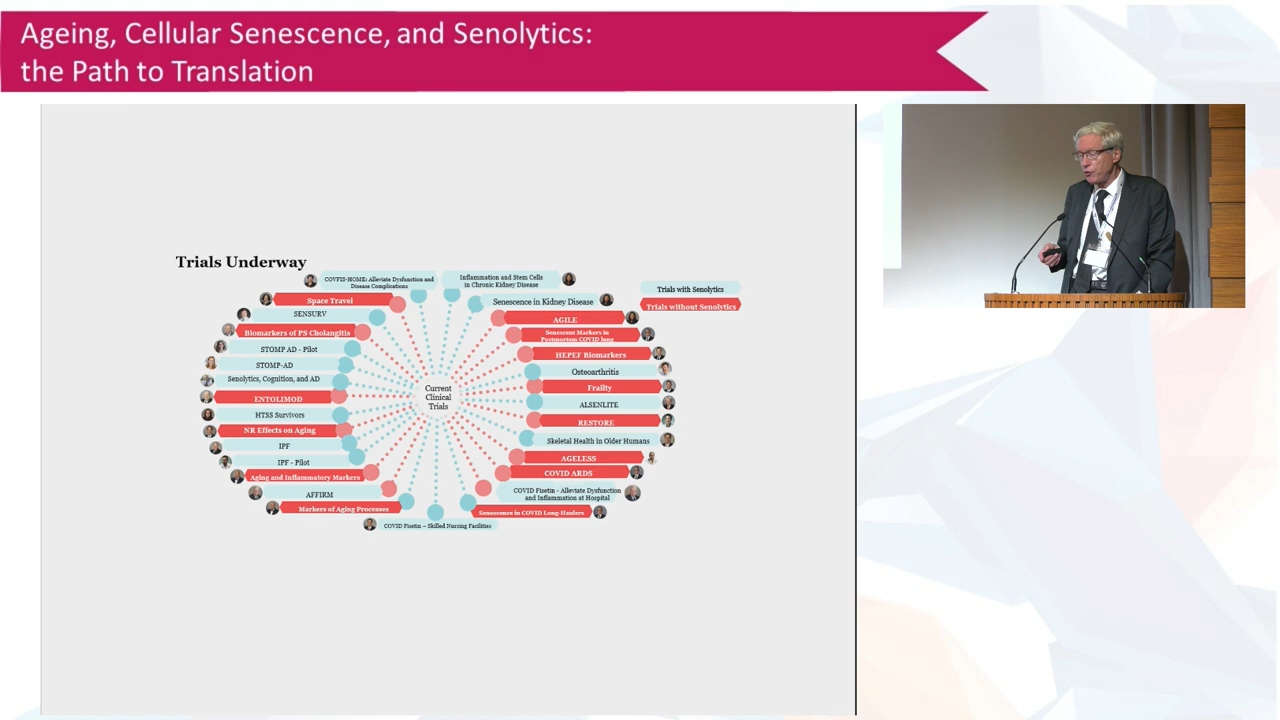 Ageing, Cellular Senescence, and Senolytics:
the Path to Translation
Trials Underway
COVFIS-HOME: Alleviate Dysfunction and
Disease Complications
Inflammation and Stem Cells
in Chronic Kidney Disease
Trials with Senolytics
Trials without Senolytics
Space Travel
SENSURV
Biomarkers of PS Cholangitis
STOMP AD - Pilot
STOMP-AD
Senolytics, Cognition, and AD
ENTOLIMOD
HTSS Survivors
NR Effects on Aging
IPF
IPF - Pilot
Aging and Inflammatory Markers
AFFIRM
Markers of Aging Processes
COVID Fisetin – Skilled Nursing Facilities
Current
Clinical
Trials
Senescence in Kidney Disease
AGILE
Senescent Markers in
Postmortem COVID lung
HEPEF Biomarkers
Osteoarthritis
Frailty
ALSENLITE
RESTORE
Skeletal Health in Older Humans
AGELESS
COVID ARDS
COVID Fisetin - Alleviate Dysfunction
and Inflammation at Hospital
Senescence in COVID Long-Haulers